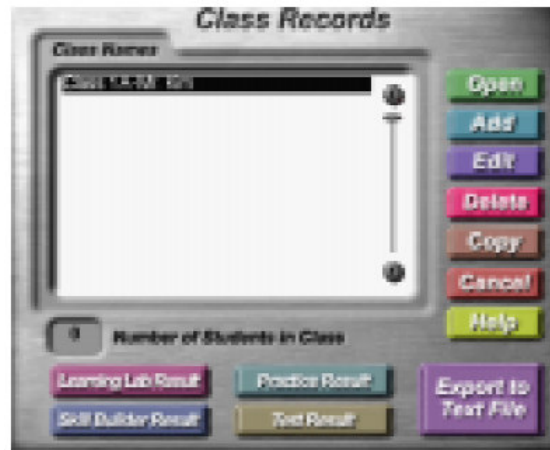 Class Records
Class Names
Class
Open
Add
Edit
Delete
Copy
Cancel
Help
Number of Students in Class
Learning Lab Result
Practice Result
Skill Builder Result
Test Result
Export to
Text File